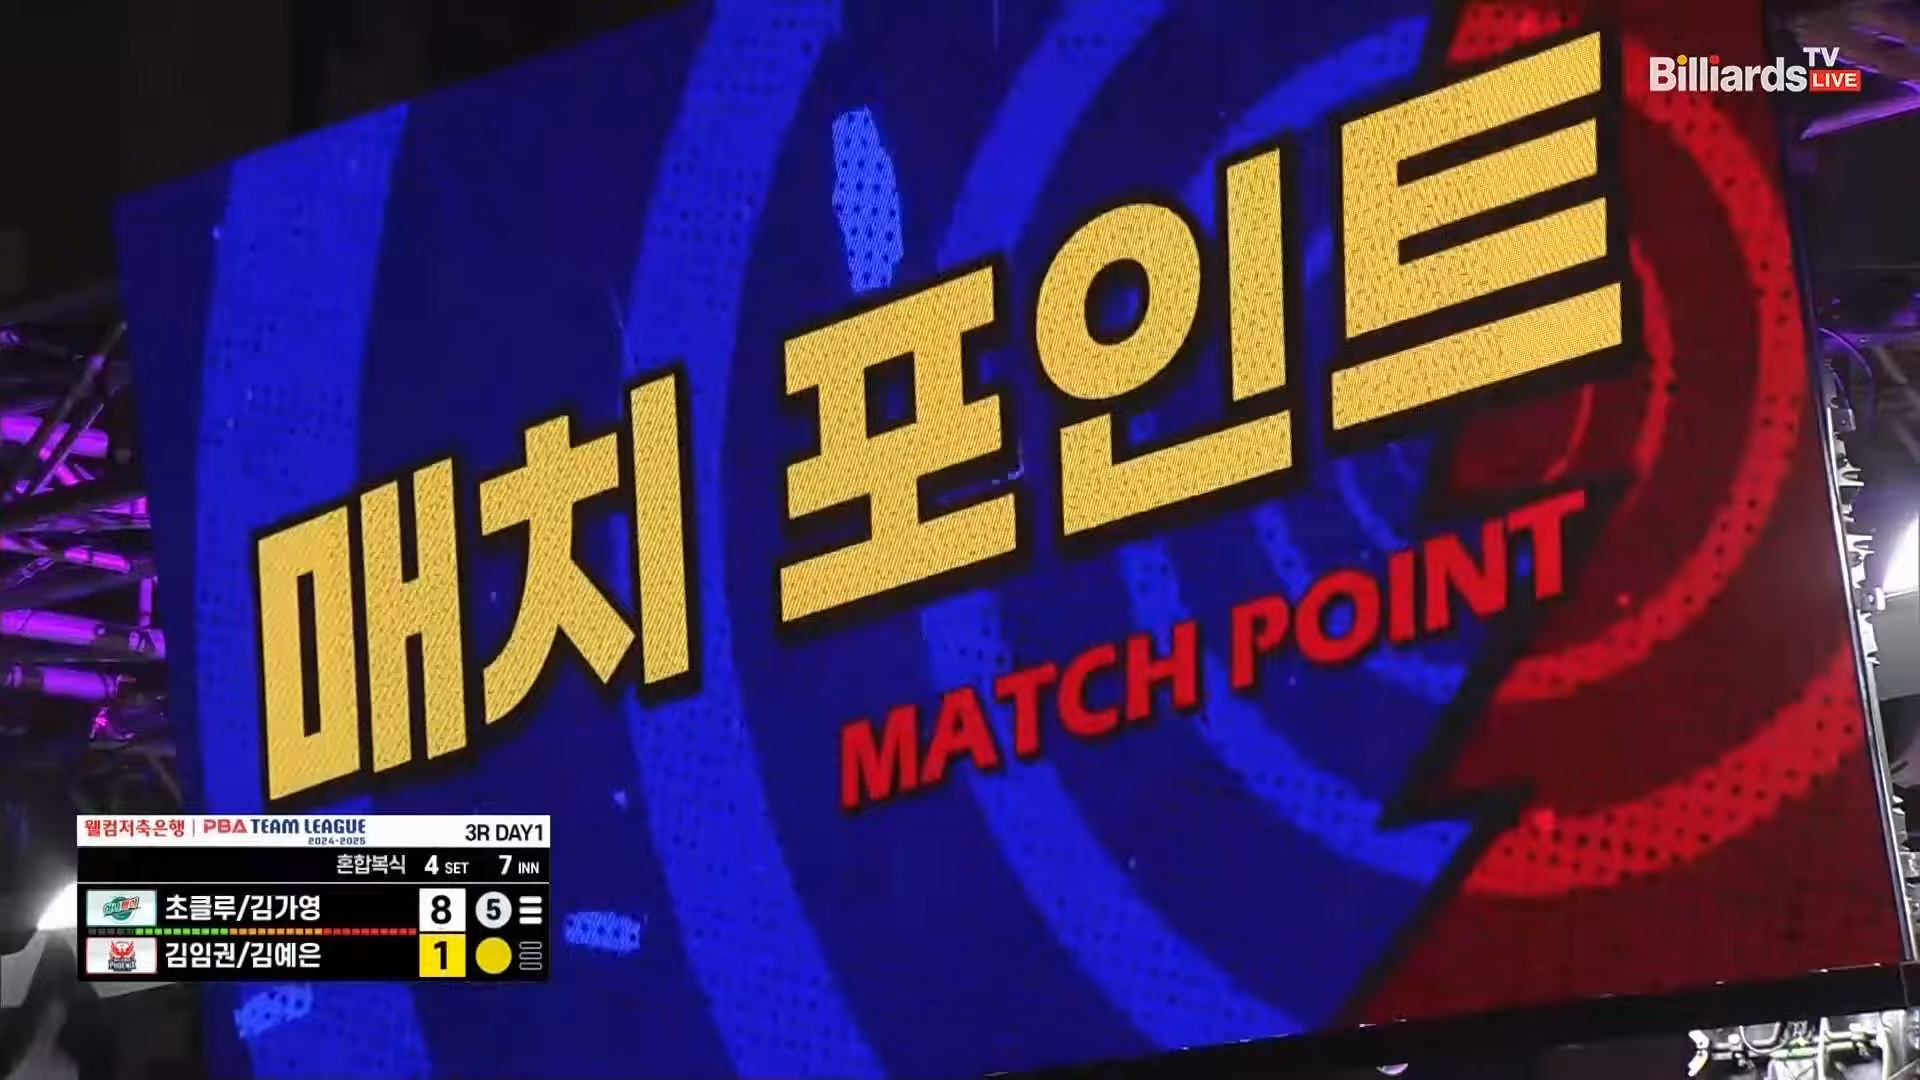 Billiards TV
LIVE
매치 포인트
MATCH POINT
웰컴저축은행 | PBA TEAM LEAGUE
2024-2025
3R DAY1
혼합복식 4 SET 7 INN
초클루/김가영 8 5
김임권/김예은 1
PHOENIX